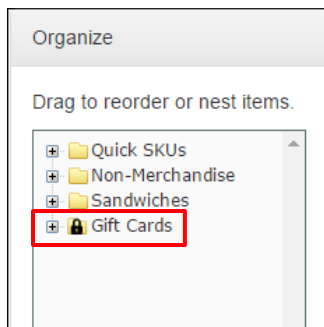 Organize
Drag to reorder or nest items.
Quick SKUs
Non-Merchandise
Sandwiches
Gift Cards